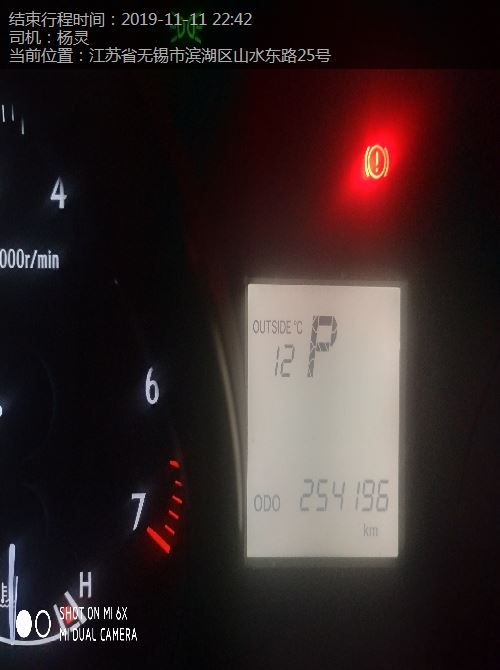 结束行程时间：2019-11-11 22:42
司机：杨灵
当前位置：江苏省无锡市滨湖区山水东路25号
4
000r/min
OUTSIDE °C
12
P
6
7
ODO 254196
km
H
SHOT ON MI 6X
MI DUAL CAMERA